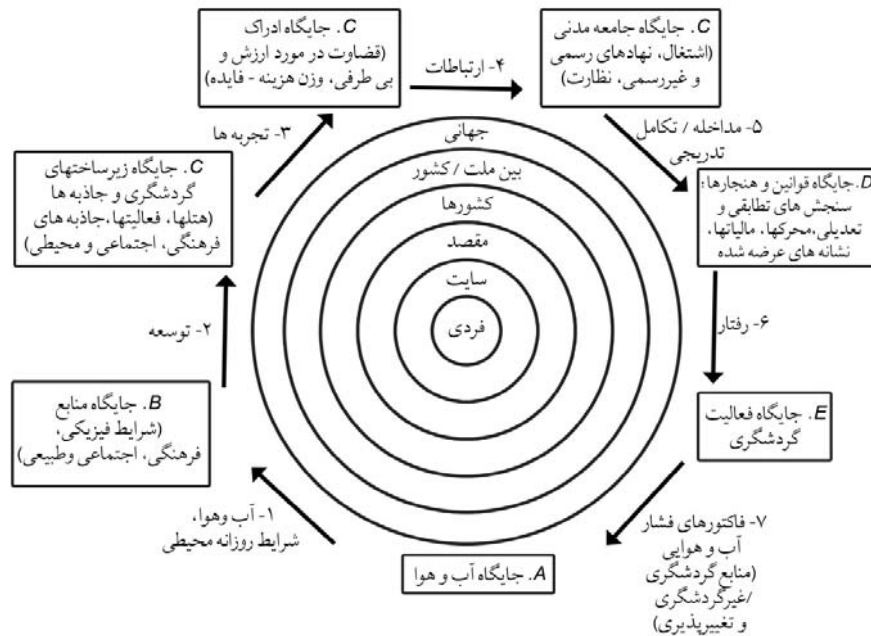 C. جایگاه ادراک
(قضاوت در مورد ارزش و
بی طرفی، وزن هزینه - فایده)
۴- ارتباطات
C. جایگاه جامعه مدنی
(اشتغال، نهادهای رسمی
و غیررسمی، نظارت)
۳- تجربه ها
۵- مداخله / تکامل
تدریجی
C. جایگاه زیرساختهای
گردشگری و جاذبه ها
(هتلها، فعالیتها،جاذبه های
فرهنگی، اجتماعی و محیطی)
D.جایگاه قوانین و هنجارها؛
سنجش های تطابقی و
تعدیلی،محرکها، مالیاتها،
نشانه های عرضه شده
جهانی
بین ملت / کشور
کشورها
مقصد
سایت
فردی
۲- توسعه
۶- رفتار
B. جایگاه منابع
(شرایط فیزیکی،
فرهنگی، اجتماعی وطبیعی)
E. جایگاه فعالیت
گردشگری
۱- آب وهوا،
شرایط روزانه محیطی
A. جایگاه آب و هوا
۷- فاکتورهای فشار
آب و هوایی
(منابع گردشگری
/غیرگردشگری
و تغییرپذیری)